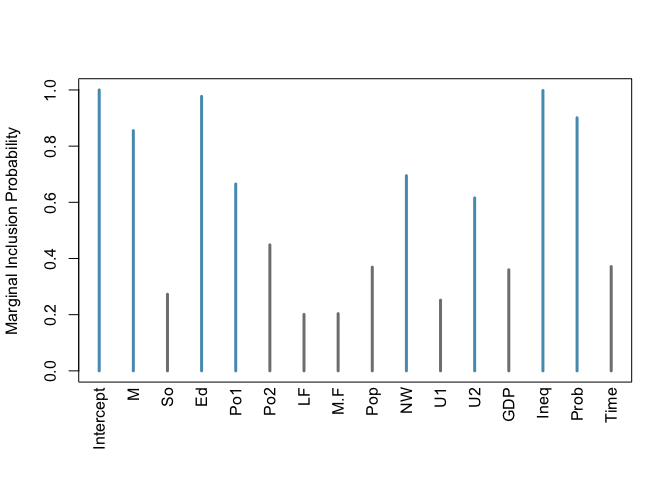 Marginal Inclusion Probability
1.0
0.8
0.6
0.4
0.2
0.0
Intercept
M
So
Ed
Po1
Po2
LF
M.F
Pop
NW
U1
U2
GDP
Ineq
Prob
Time